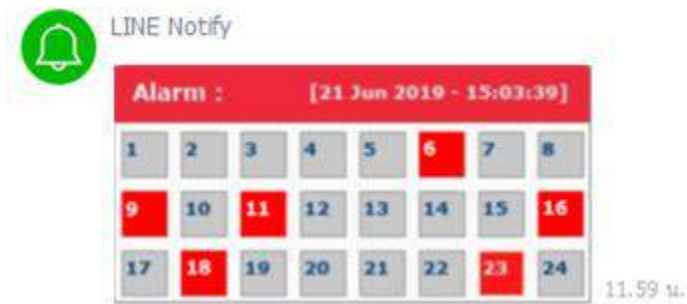 LINE Notify
Alarm : [21 Jun 2019 - 15:03:39]
1 2 3 4 5 6 7 8
9 10 11 12 13 14 15 16
17 18 19 20 21 22 23 24
11.59 น.